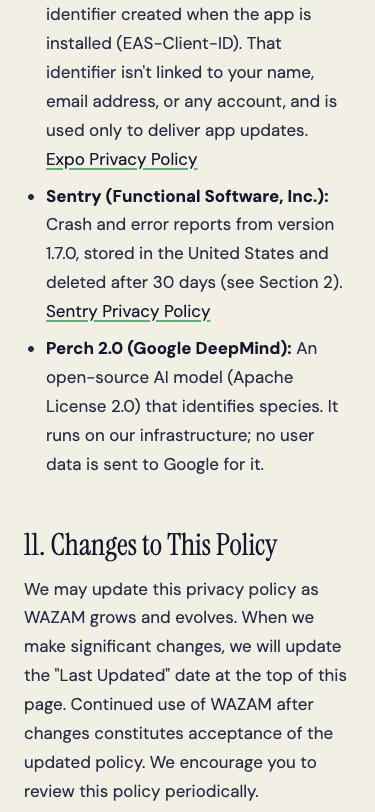 identifier created when the app is
installed (EAS-Client-ID). That
identifier isn't linked to your name,
email address, or any account, and is
used only to deliver app updates.
Expo Privacy Policy
• Sentry (Functional Software, Inc.):
Crash and error reports from version
1.7.0, stored in the United States and
deleted after 30 days (see Section 2).
Sentry Privacy Policy
• Perch 2.0 (Google DeepMind): An
open-source AI model (Apache
License 2.0) that identifies species. It
runs on our infrastructure; no user
data is sent to Google for it.
11. Changes to This Policy
We may update this privacy policy as
WAZAM grows and evolves. When we
make significant changes, we will update
the "Last Updated" date at the top of this
page. Continued use of WAZAM after
changes constitutes acceptance of the
updated policy. We encourage you to
review this policy periodically.